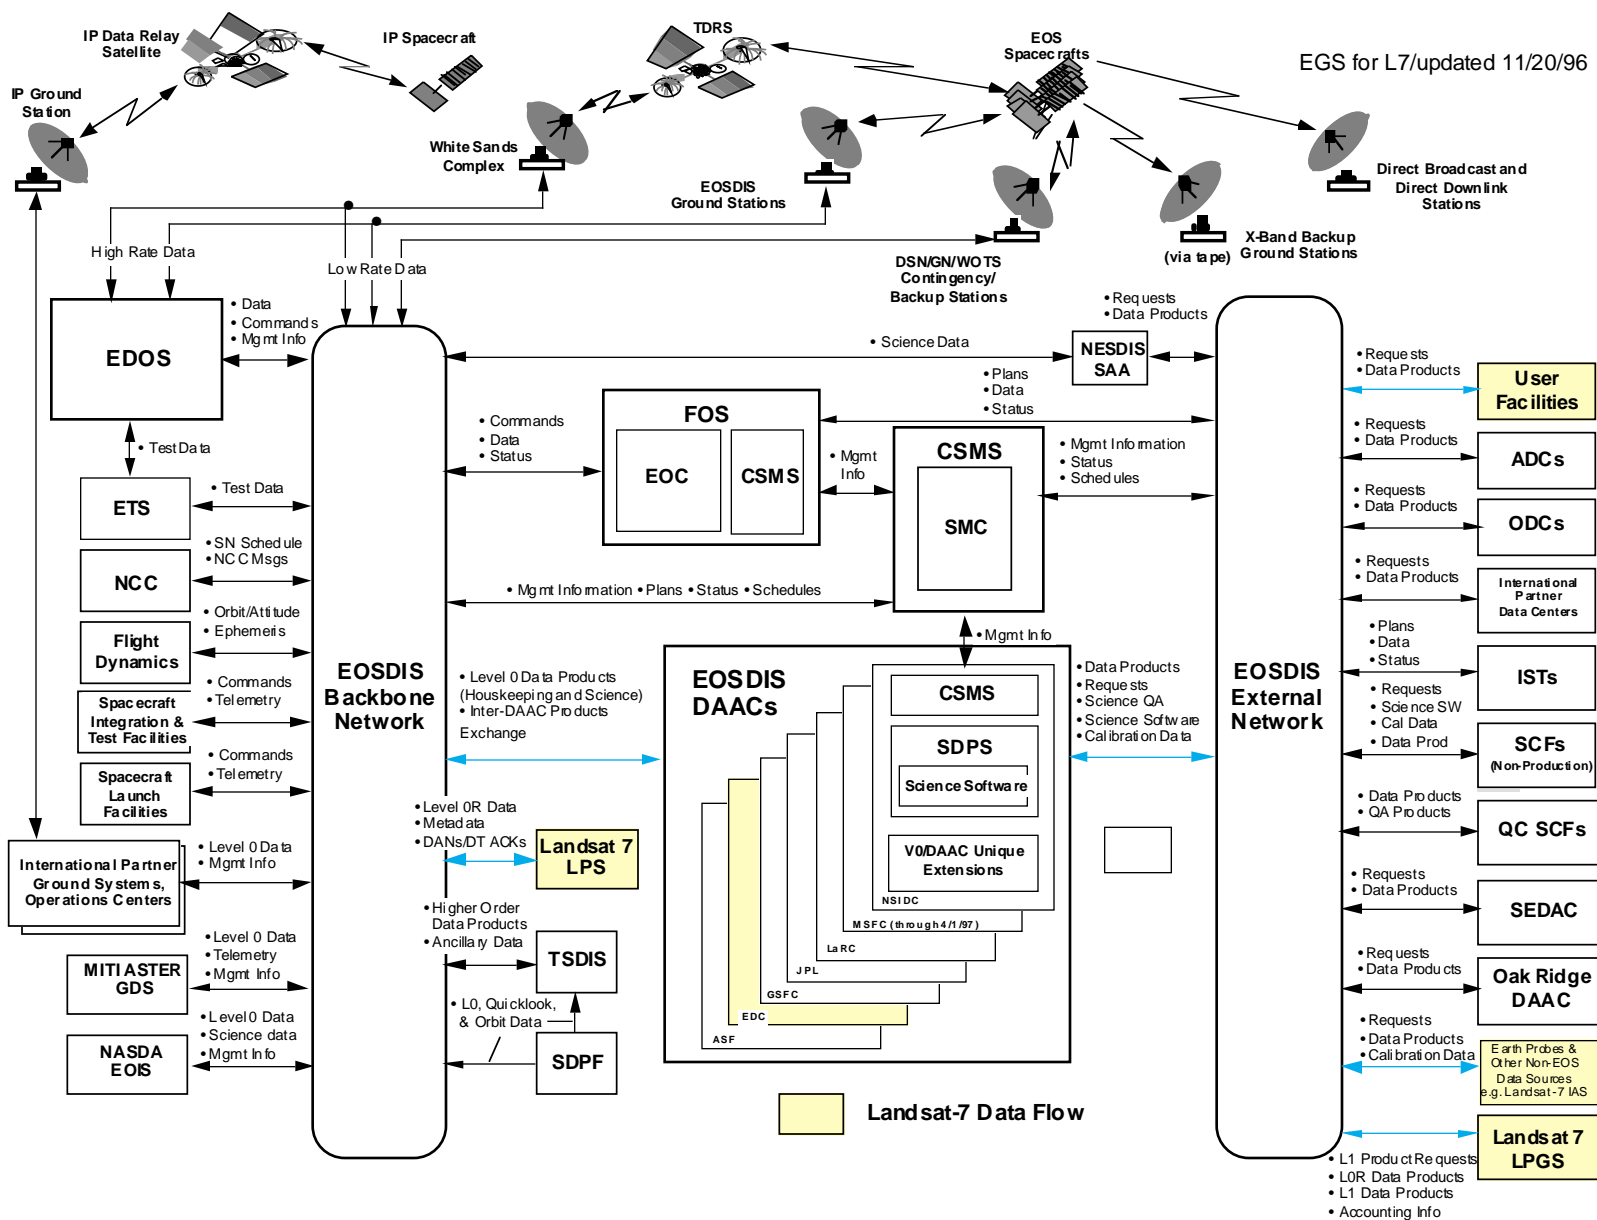 IP Data Relay
Satellite
IP Spacecraft
TDRS
EOS
Spacecrafts
EGS for L7/updated 11/20/96
IP Ground
Station
White Sands
Complex
EOSDIS
Ground Stations
DSN/GN/WOTS
Contingency/
Backup Stations
(via tape)
X-Band Backup
Ground Stations
Direct Broadcast and
Direct Downlink
Stations
High Rate Data
Low Rate Data
EDOS
• Data
• Commands
• Mgmt Info
• Test Data
ETS
• Test Data
NCC
• SN Schedule
• NCC Msgs
Flight
Dynamics
• Orbit/Attitude
• Ephemeris
Spacecraft
Integration &
Test Facilities
• Commands
• Telemetry
Spacecraft
Launch
Facilities
• Commands
• Telemetry
International Partner
Ground Systems,
Operations Centers
• Level 0 Data
• Mgmt Info
MITI ASTER
GDS
• Level 0 Data
• Telemetry
• Mgmt Info
NASDA
EOIS
• Level 0 Data
• Science data
• Mgmt Info
EOSDIS
Backbone
Network
• Science Data
NESDIS
SAA
• Requests
• Data Products
• Plans
• Data
• Status
FOS
EOC
CSMS
• Commands
• Data
• Status
• Mgmt
Info
CSMS
SMC
• Mgmt Information
• Status
• Schedules
• Mgmt Information • Plans • Status • Schedules
• Mgmt Info
• Level 0 Data Products
(Houskeeping and Science)
• Inter-DAAC Products
Exchange
EOSDIS
DAACs
CSMS
SDPS
Science Software
V0/DAAC Unique
Extensions
NSIDC
MSFC (through 4/1/97)
LaRC
JPL
GSFC
EDC
ASF
• Data Products
• Requests
• Science QA
• Science Software
• Calibration Data
• Level 0R Data
• Metadata
• DANs/DT ACKs
Landsat 7
LPS
• Higher Order
Data Products
• Ancillary Data
TSDIS
• L0, Quicklook,
& Orbit Data
SDPF
Landsat-7 Data Flow
EOSDIS
External
Network
• Requests
• Data Products
User
Facilities
• Requests
• Data Products
ADCs
• Requests
• Data Products
ODCs
• Requests
• Data Products
International
Partner
Data Centers
• Plans
• Data
• Status
ISTs
• Requests
• Science SW
• Cal Data
• Data Prod
SCFs
(Non-Production)
• Data Products
• QA Products
QC SCFs
• Requests
• Data Products
SEDAC
• Requests
• Data Products
Oak Ridge
DAAC
• Requests
• Data Products
• Calibration Data
Earth Probes &
Other Non-EOS
Data Sources
e.g. Landsat-7 IAS
Landsat 7
LPGS
• L1 Product Requests
• L0R Data Products
• L1 Data Products
• Accounting Info